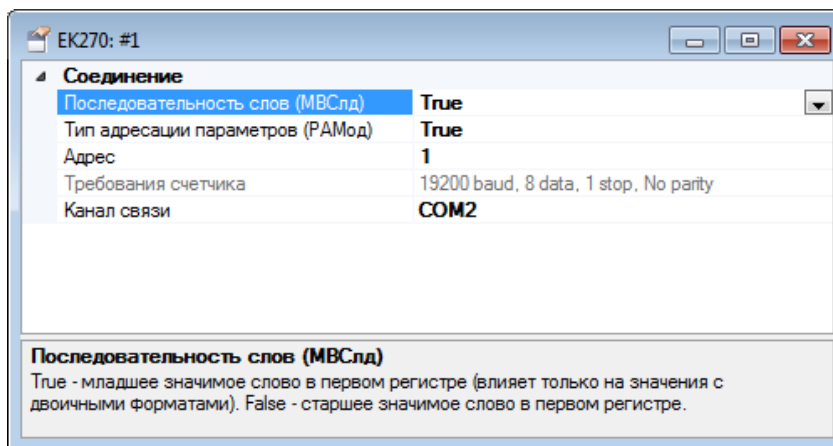 EK270: #1
Соединение
Последовательность слов (МВСлд) True
Тип адресации параметров (РАМод) True
Адрес 1
Требования счетчика 19200 baud, 8 data, 1 stop, No parity
Канал связи COM2
Последовательность слов (МВСлд)
True - младшее значимое слово в первом регистре (влияет только на значения с
двоичными форматами). False - старшее значимое слово в первом регистре.